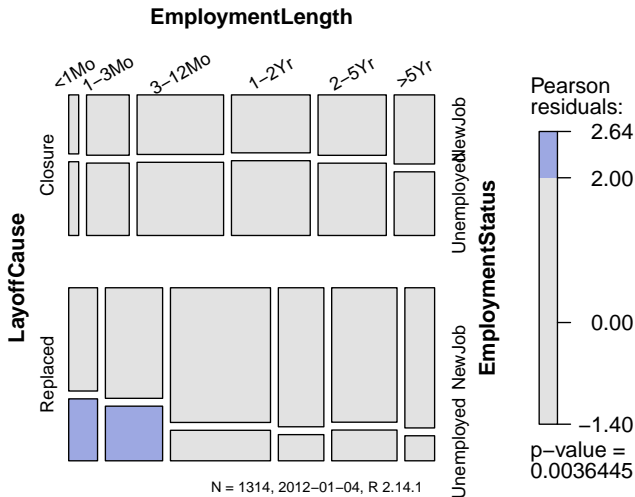 EmploymentLength
<1Mo 1−3Mo 3−12Mo 1−2Yr 2−5Yr >5Yr
LayoffCause
Closure
Replaced
NewJob
Unemployed
NewJob
Unemployed
EmploymentStatus
Pearson
residuals:
2.64
2.00
0.00
−1.40
p−value =
0.0036445
N = 1314, 2012−01−04, R 2.14.1